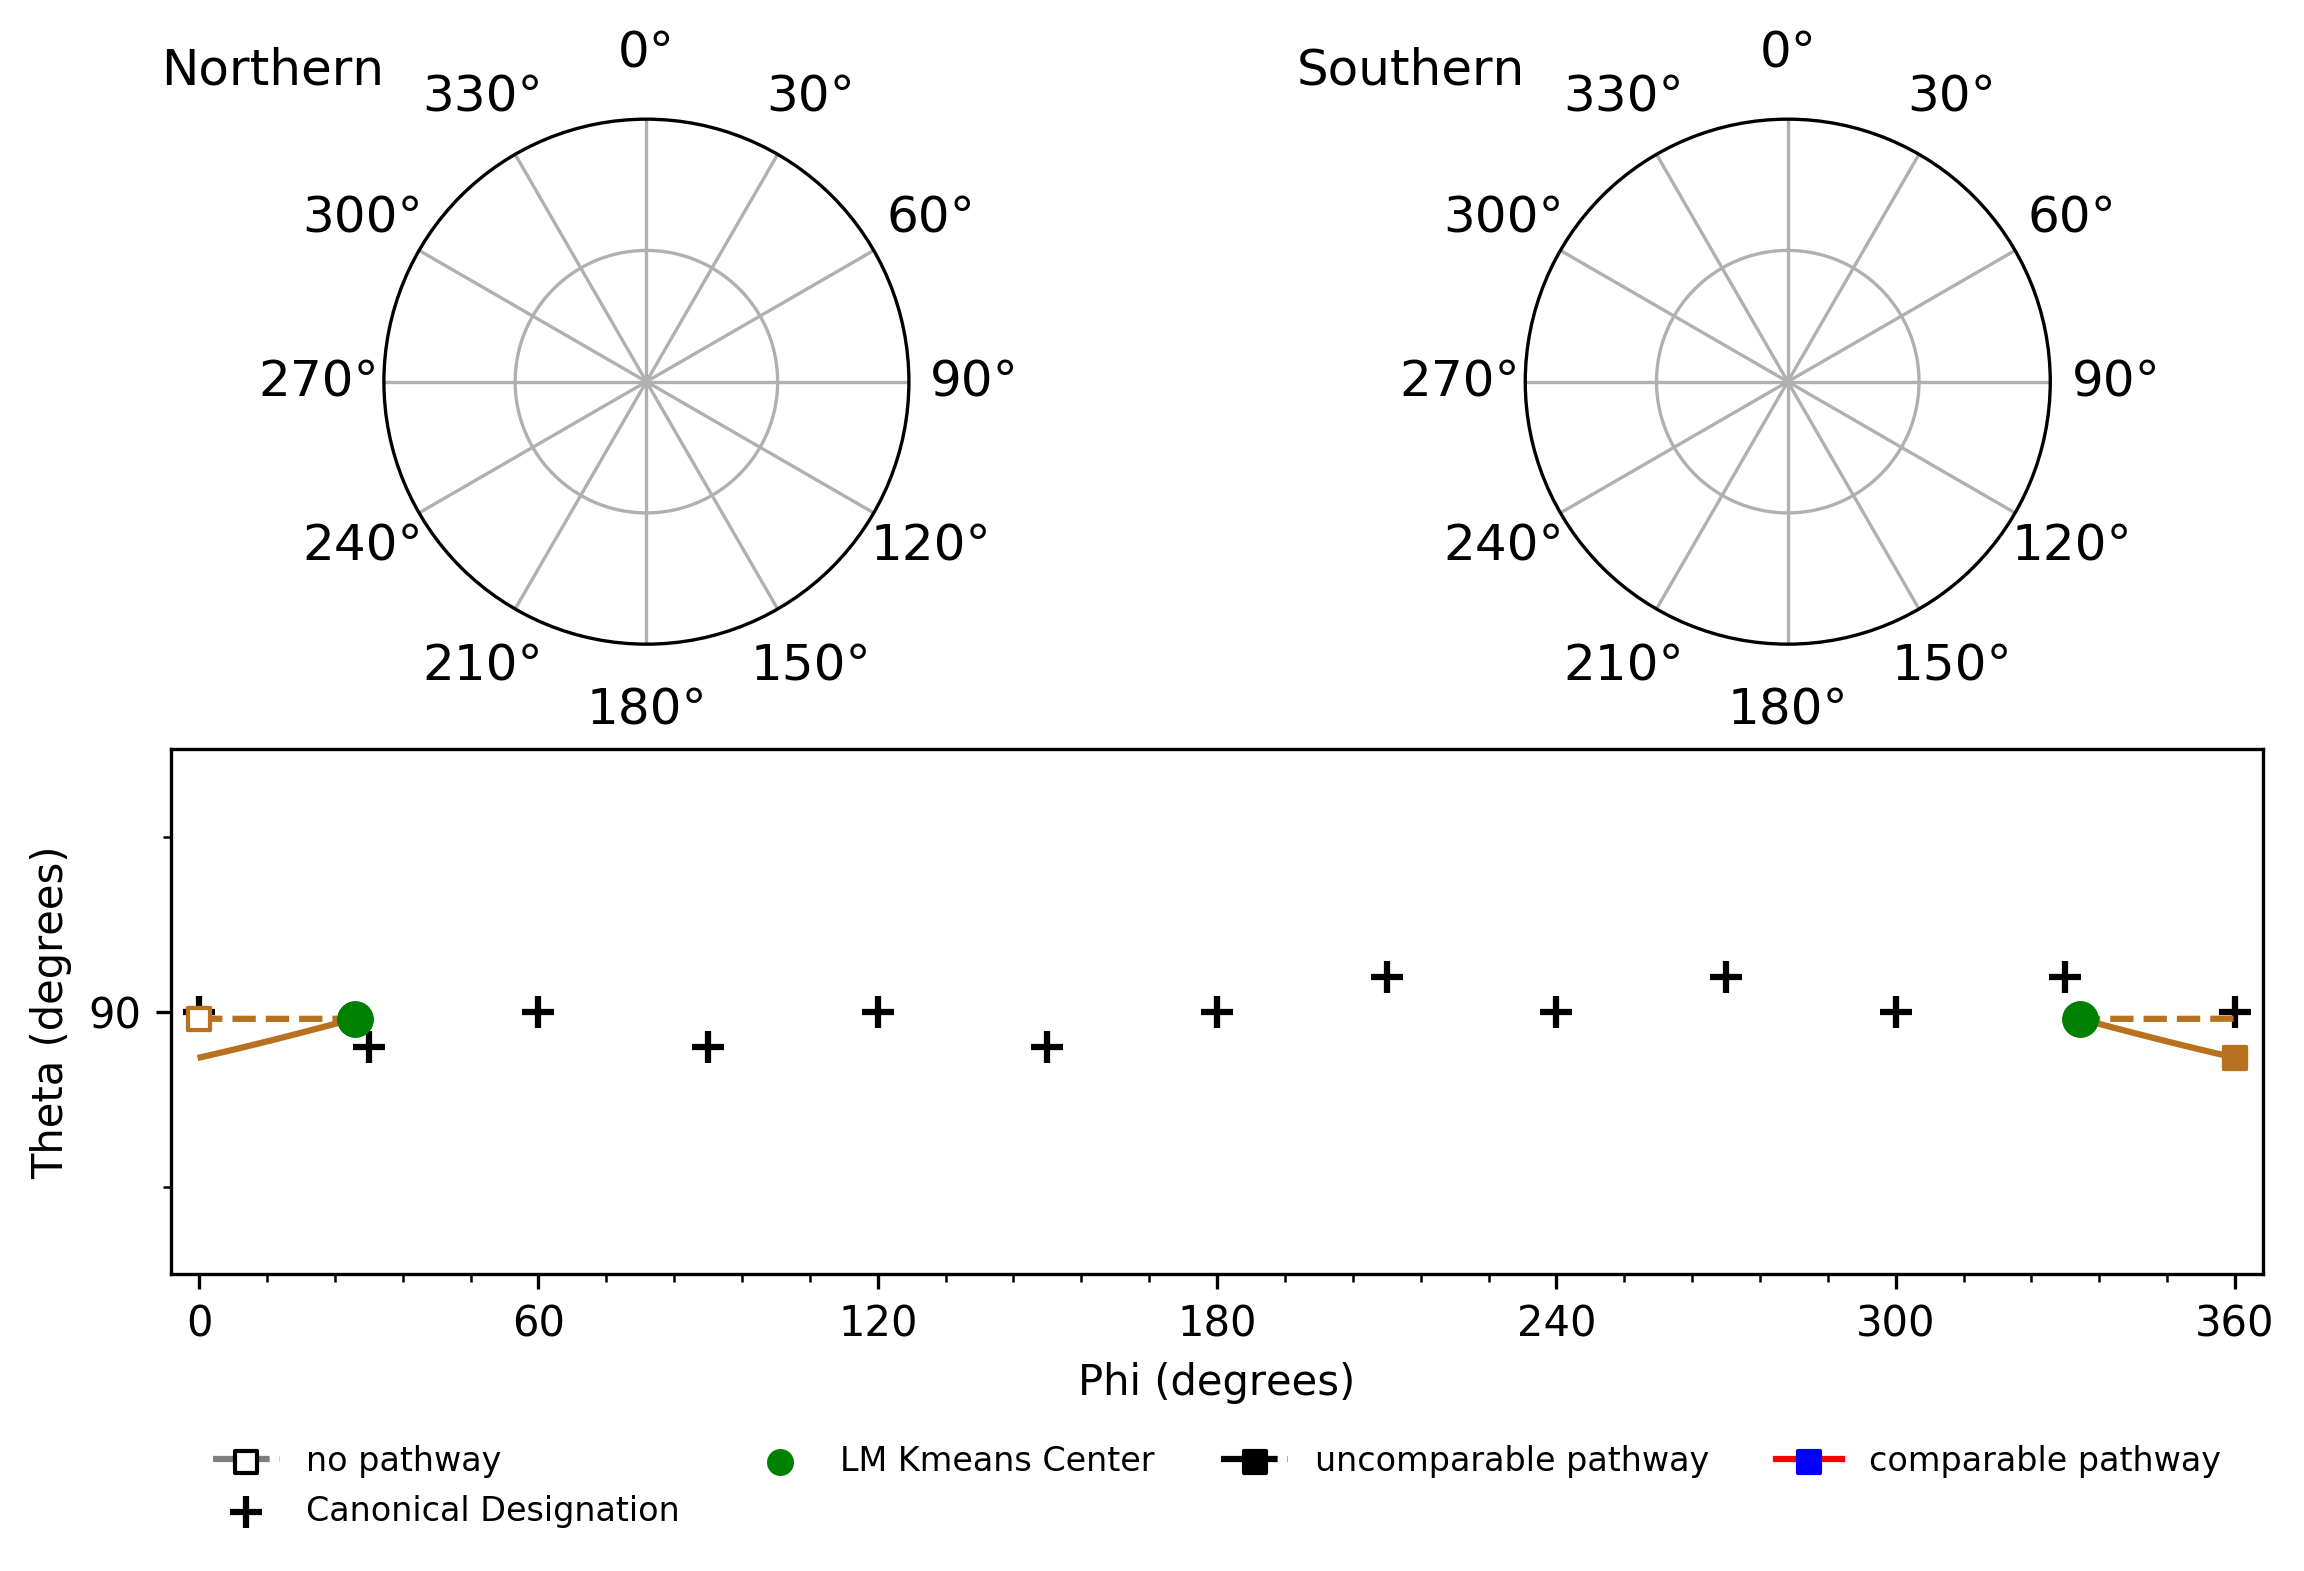 Northern
0°
330°
30°
300°
60°
270°
90°
240°
120°
210°
150°
180°
Southern
0°
330°
30°
300°
60°
270°
90°
240°
120°
210°
150°
180°
Theta (degrees)
90
0 60 120 180 240 300 360
Phi (degrees)
no pathway
LM Kmeans Center
uncomparable pathway
comparable pathway
Canonical Designation